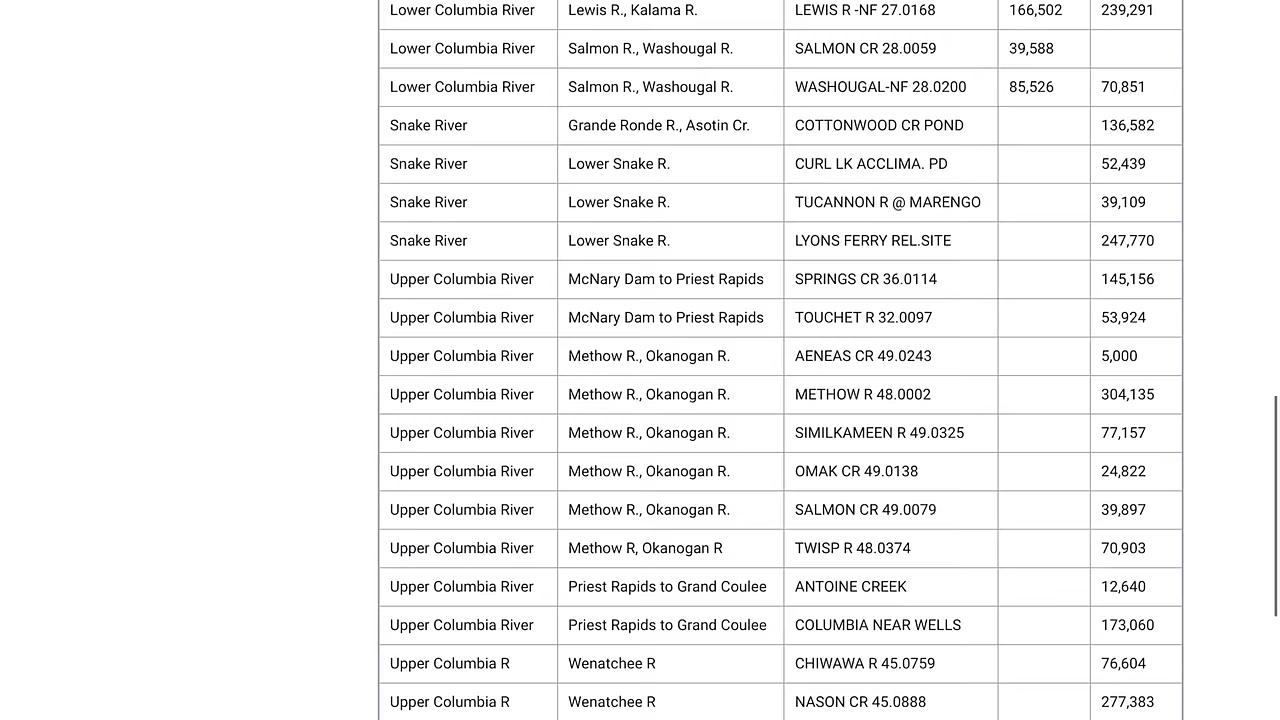 Lower Columbia River Lewis R., Kalama R. LEWIS R -NF 27.0168 166,502 239,291
Lower Columbia River Salmon R., Washougal R. SALMON CR 28.0059 39,588
Lower Columbia River Salmon R., Washougal R. WASHOUGAL-NF 28.0200 85,526 70,851
Snake River Grande Ronde R., Asotin Cr. COTTONWOOD CR POND 136,582
Snake River Lower Snake R. CURL LK ACCLIMA. PD 52,439
Snake River Lower Snake R. TUCANNON R @ MARENGO 39,109
Snake River Lower Snake R. LYONS FERRY REL.SITE 247,770
Upper Columbia River McNary Dam to Priest Rapids SPRINGS CR 36.0114 145,156
Upper Columbia River McNary Dam to Priest Rapids TOUCHET R 32.0097 53,924
Upper Columbia River Methow R., Okanogan R. AENEAS CR 49.0243 5,000
Upper Columbia River Methow R., Okanogan R. METHOW R 48.0002 304,135
Upper Columbia River Methow R., Okanogan R. SIMILKAMEEN R 49.0325 77,157
Upper Columbia River Methow R., Okanogan R. OMAK CR 49.0138 24,822
Upper Columbia River Methow R., Okanogan R. SALMON CR 49.0079 39,897
Upper Columbia River Methow R, Okanogan R TWISP R 48.0374 70,903
Upper Columbia River Priest Rapids to Grand Coulee ANTOINE CREEK 12,640
Upper Columbia River Priest Rapids to Grand Coulee COLUMBIA NEAR WELLS 173,060
Upper Columbia R Wenatchee R CHIWAWA R 45.0759 76,604
Upper Columbia R Wenatchee R NASON CR 45.0888 277,383